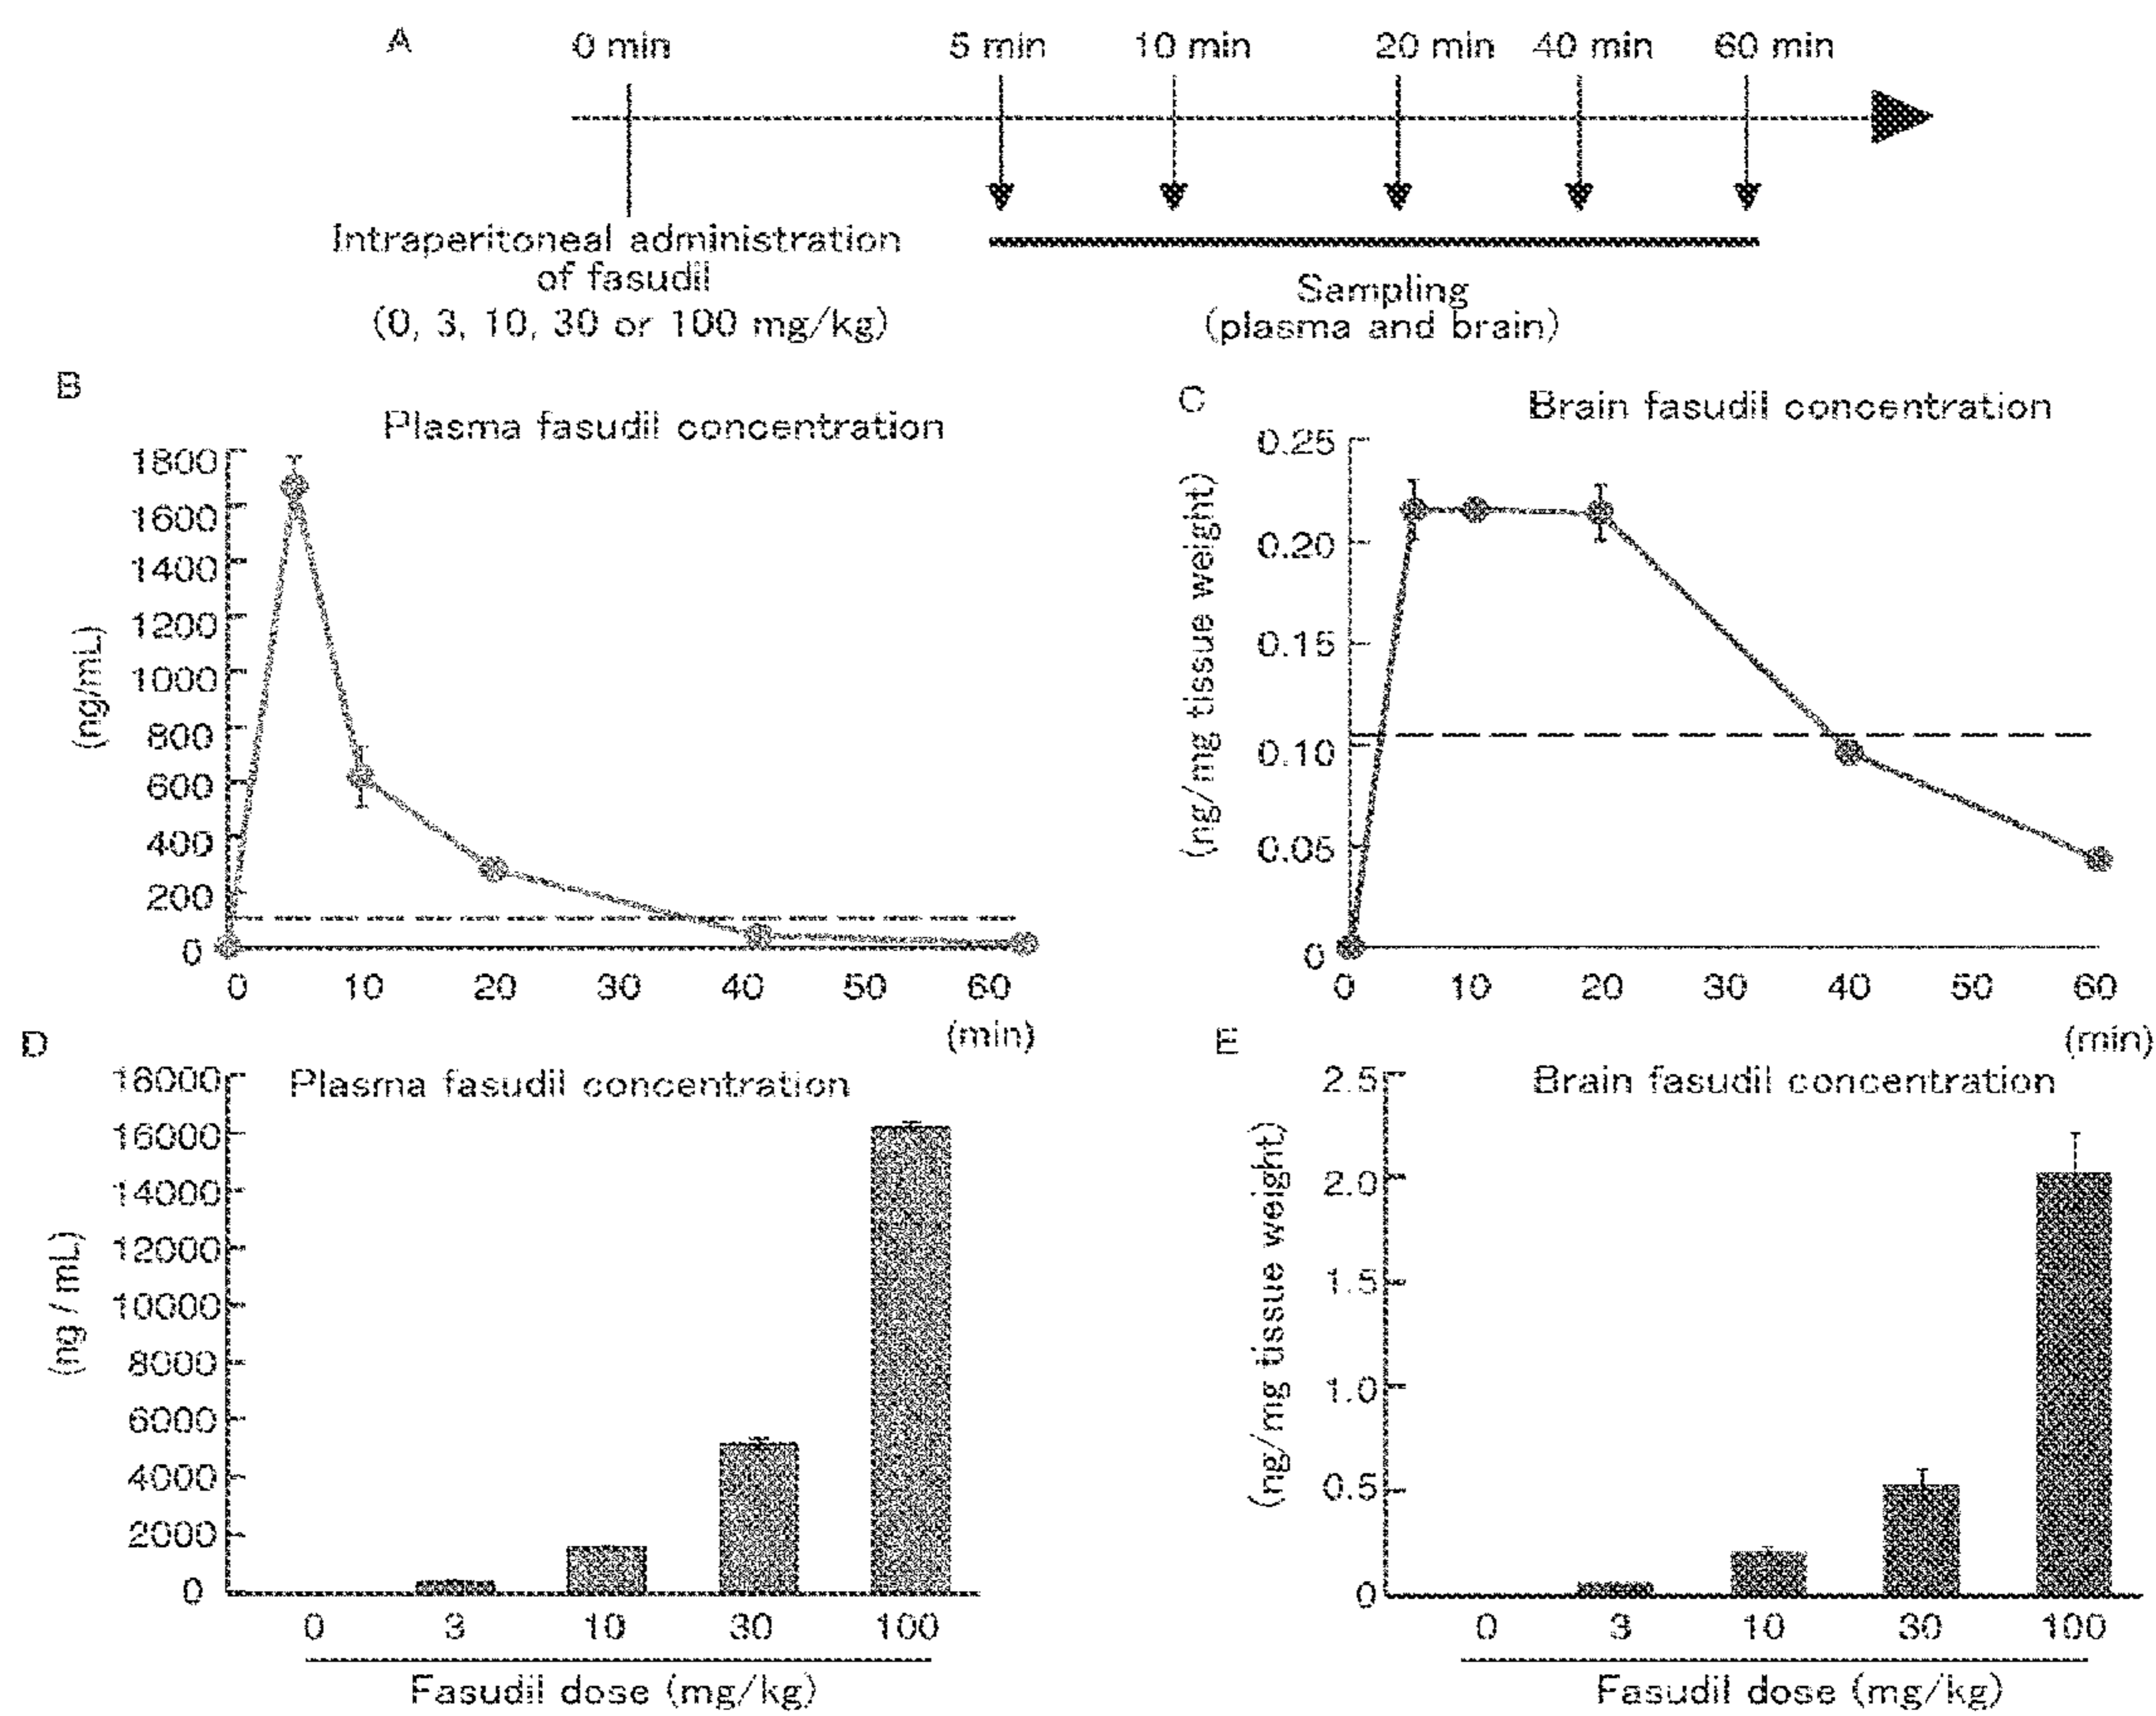 A
0 min 5 min 10 min 20 min 40 min 60 min
Intraperitoneal administration
of fasudil
(0, 3, 10, 30 or 100 mg/kg)
Sampling
(plasma and brain)
B
Plasma fasudil concentration
(ng/mL)
1800
1600
1400
1200
1000
800
600
400
200
0
0 10 20 30 40 50 60
(min)
C
Brain fasudil concentration
(ng/mg tissue weight)
0.25
0.20
0.15
0.10
0.05
0
0 10 20 30 40 50 60
(min)
D
Plasma fasudil concentration
(ng / mL)
18000
16000
14000
12000
10000
8000
6000
4000
2000
0
0 3 10 30 100
Fasudil dose (mg/kg)
E
Brain fasudil concentration
(ng/mg tissue weight)
2.5
2.0
1.5
1.0
0.5
0
0 3 10 30 100
Fasudil dose (mg/kg)